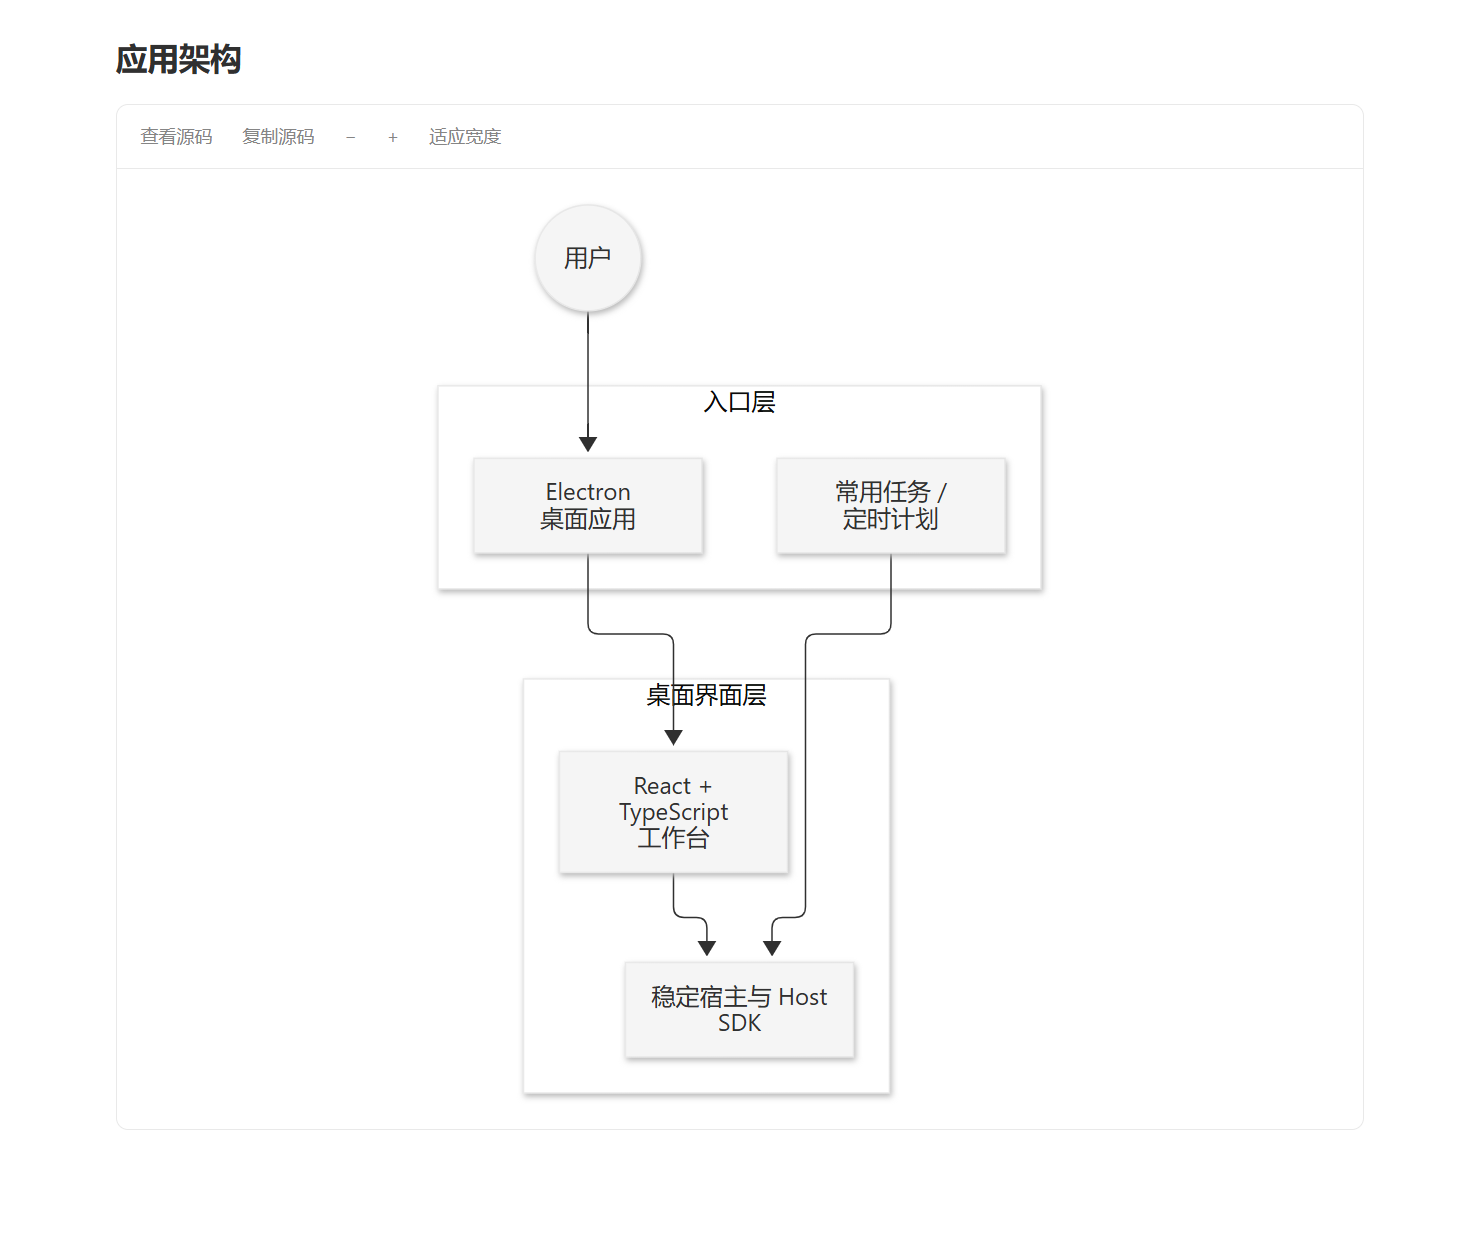 应用架构
查看源码 复制源码 − + 适应宽度
用户
入口层
Electron
桌面应用
常用任务 /
定时计划
桌面界面层
React +
TypeScript
工作台
稳定宿主与 Host
SDK